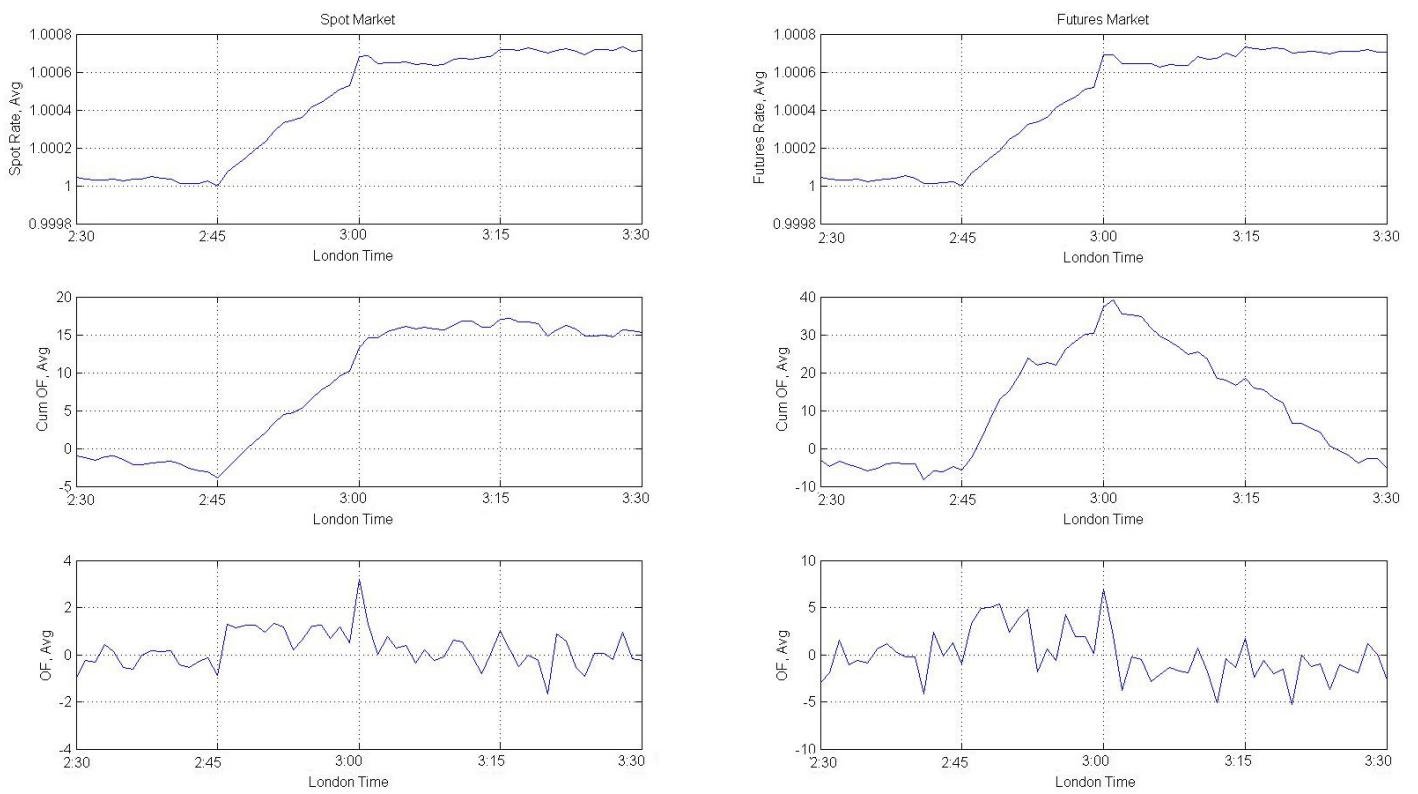 Spot Market
1.0008
1.0006
1.0004
1.0002
1
0.9998
Spot Rate, Avg
2:30 2:45 3:00 3:15 3:30
London Time
Futures Market
1.0008
1.0006
1.0004
1.0002
1
0.9998
Futures Rate, Avg
2:30 2:45 3:00 3:15 3:30
London Time
20
15
10
5
0
-5
Cum OF, Avg
2:30 2:45 3:00 3:15 3:30
London Time
40
30
20
10
0
-10
Cum OF, Avg
2:30 2:45 3:00 3:15 3:30
London Time
4
2
0
-2
-4
OF, Avg
2:30 2:45 3:00 3:15 3:30
London Time
10
5
0
-5
-10
OF, Avg
2:30 2:45 3:00 3:15 3:30
London Time